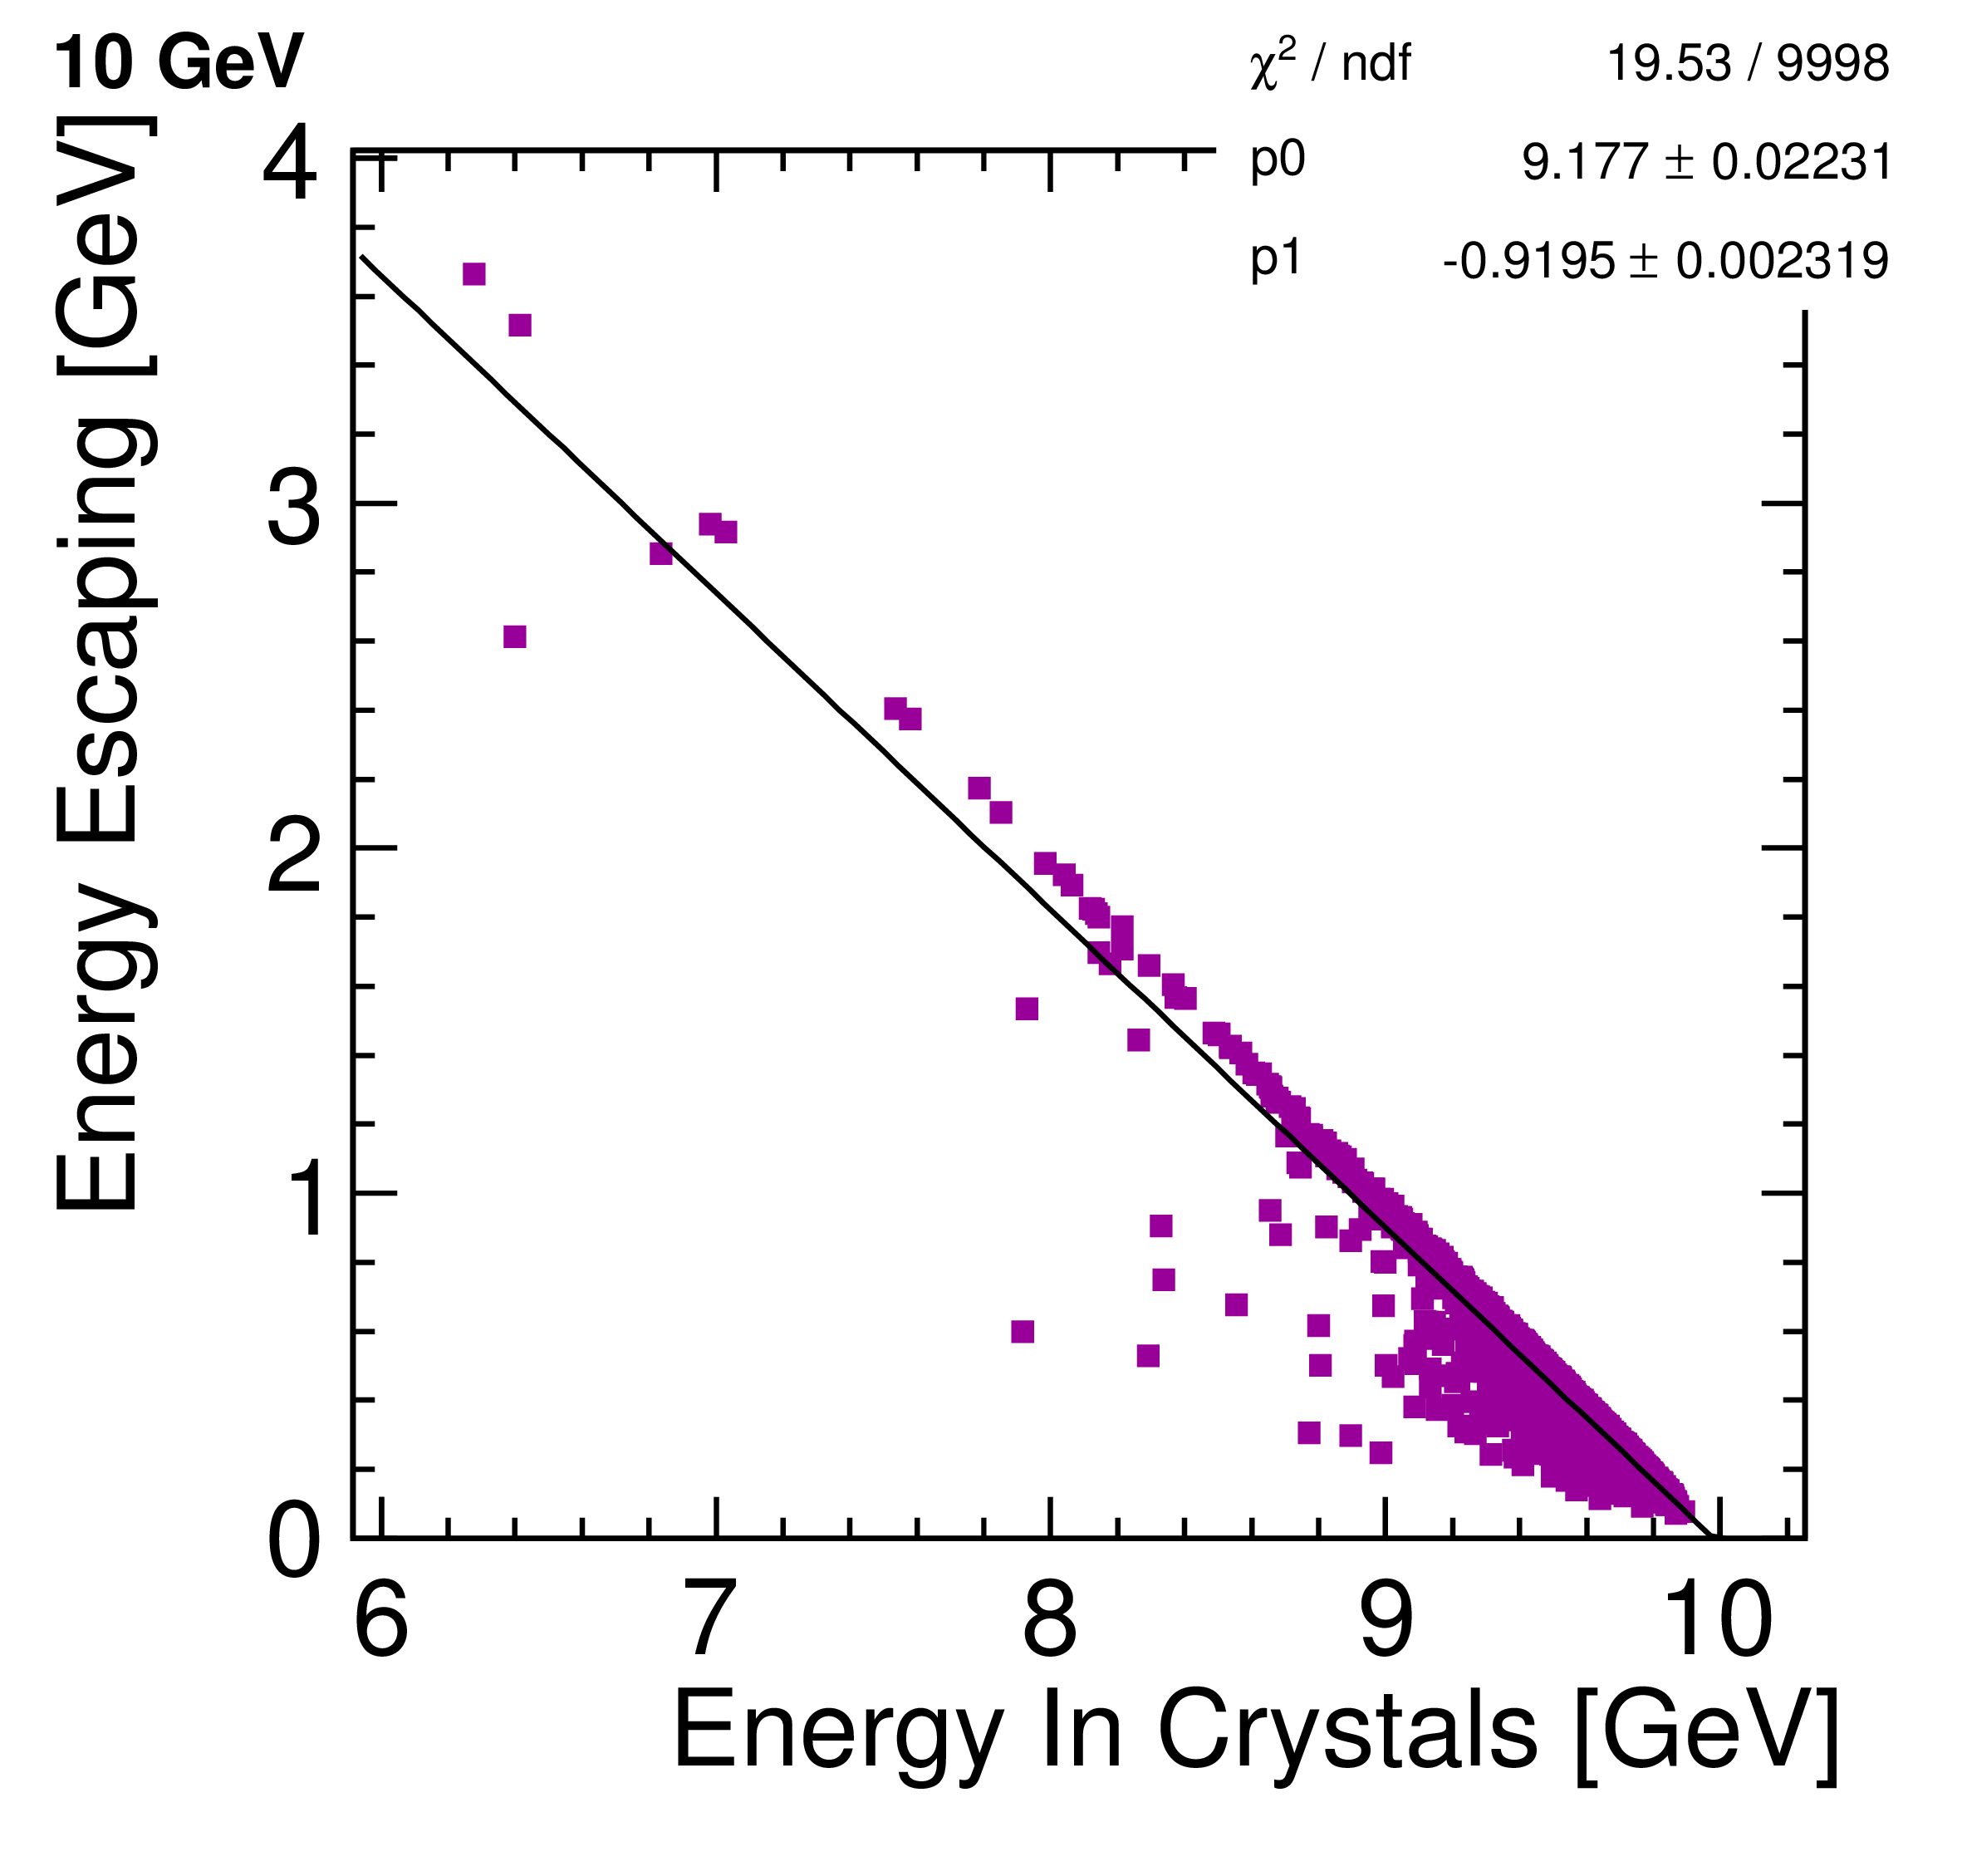 10 GeV
χ² / ndf 19.53 / 9998
p0 9.177 ± 0.02231
p1 -0.9195 ± 0.002319
Energy Escaping [GeV]
4
3
2
1
0
6 7 8 9 10
Energy In Crystals [GeV]